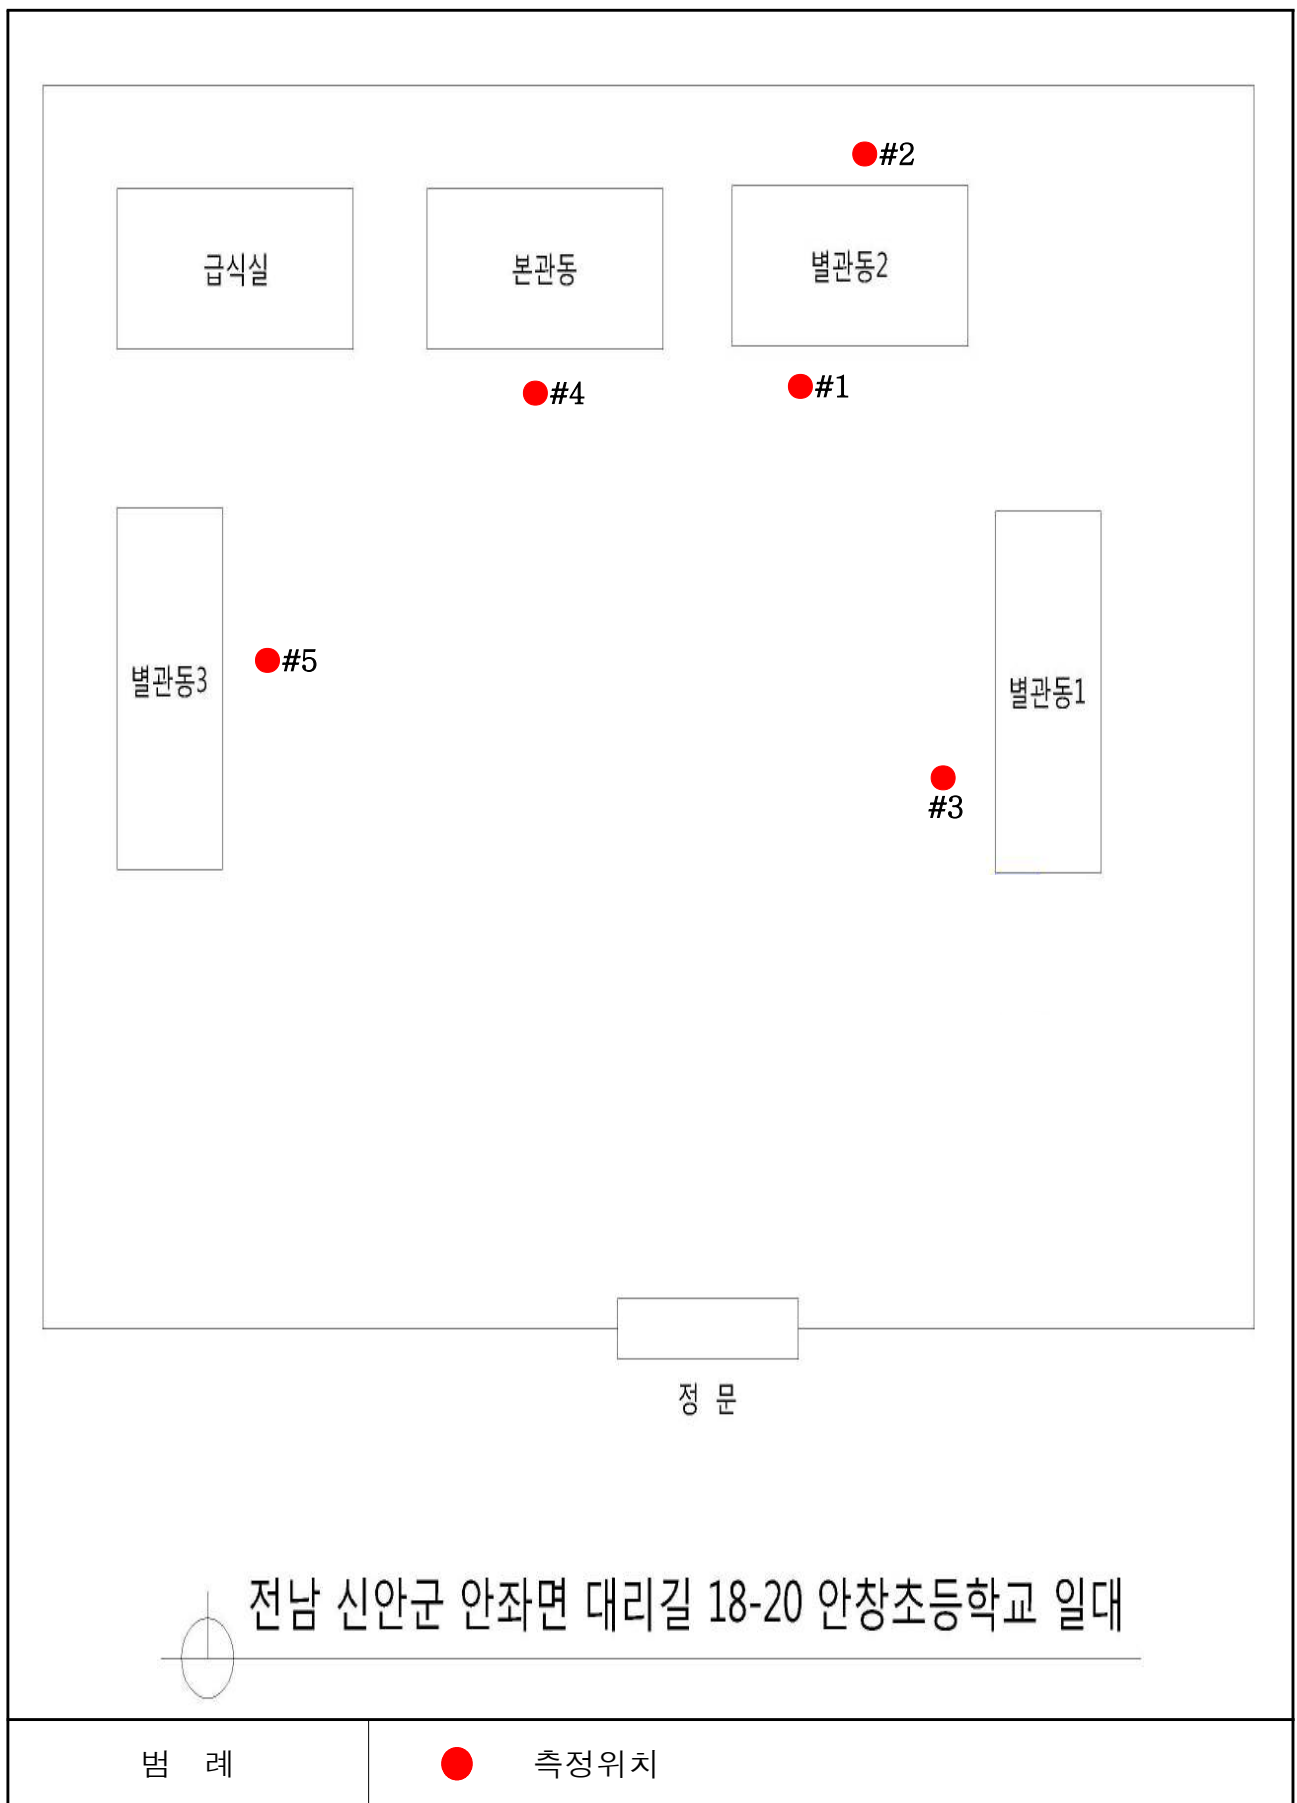 #2
급식실
본관동
별관동2
#4
#1
#5
별관동3
별관동1
#3
정 문
전남 신안군 안좌면 대리길 18-20 안창초등학교 일대
범 례
측정위치